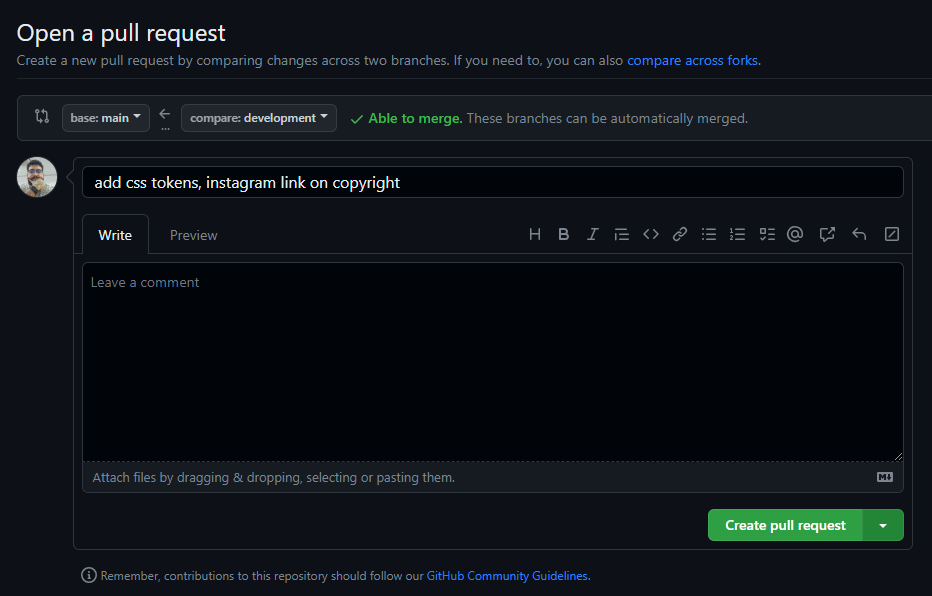 Open a pull request
Create a new pull request by comparing changes across two branches. If you need to, you can also compare across forks.
base: main
...
compare: development
Able to merge. These branches can be automatically merged.
add css tokens, instagram link on copyright
Write
Preview
Leave a comment
Attach files by dragging & dropping, selecting or pasting them.
Create pull request
Remember, contributions to this repository should follow our GitHub Community Guidelines.